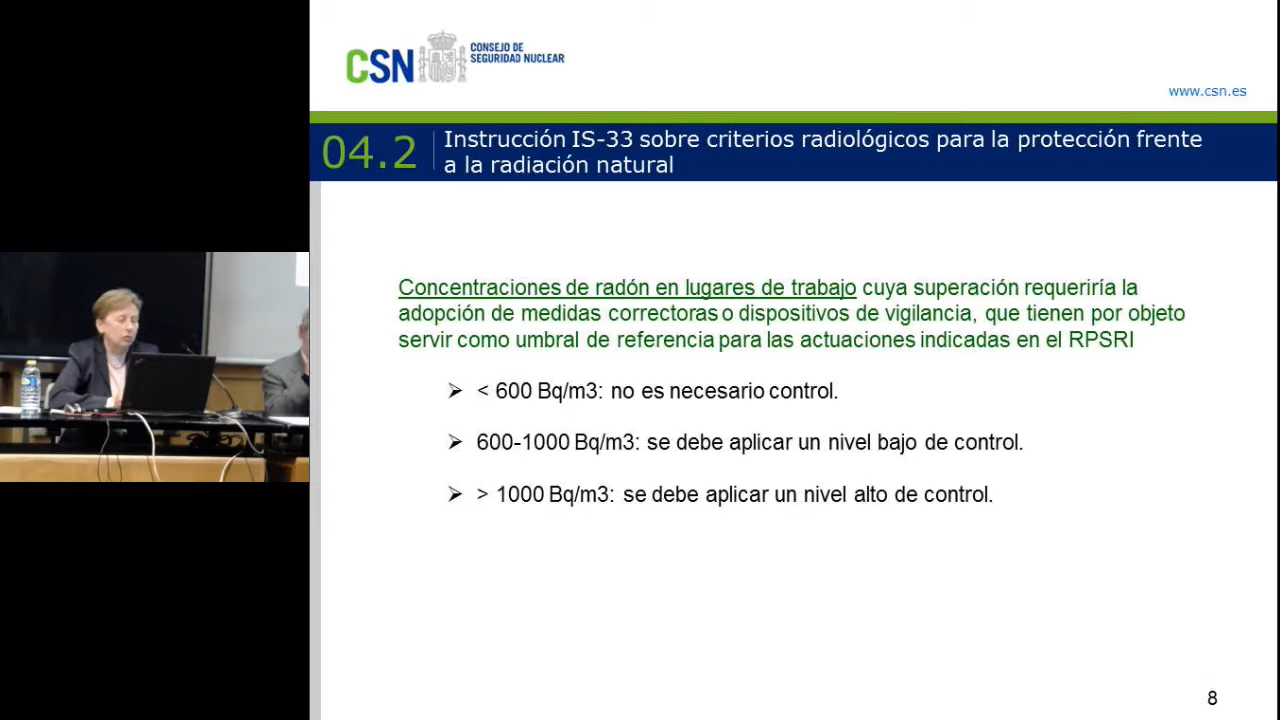 CSN
CONSEJO DE
SEGURIDAD NUCLEAR
www.csn.es
04.2
Instrucción IS-33 sobre criterios radiológicos para la protección frente
a la radiación natural
Concentraciones de radón en lugares de trabajo cuya superación requeriría la
adopción de medidas correctoras o dispositivos de vigilancia, que tienen por objeto
servir como umbral de referencia para las actuaciones indicadas en el RPSRI
➢ < 600 Bq/m3: no es necesario control.
➢ 600-1000 Bq/m3: se debe aplicar un nivel bajo de control.
➢ > 1000 Bq/m3: se debe aplicar un nivel alto de control.
8